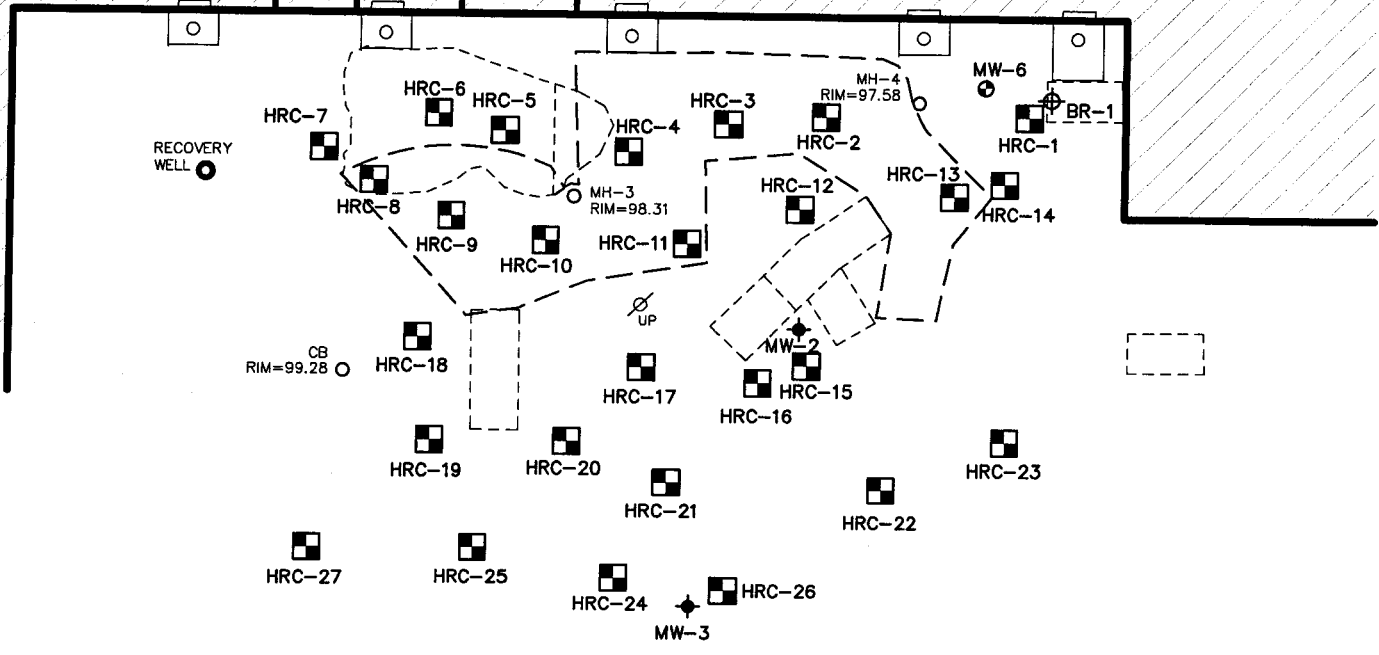 MW-6
MH-4
RIM=97.58
HRC-6
HRC-5
HRC-3
BR-1
HRC-7
HRC-4
HRC-2
HRC-1
RECOVERY
WELL
HRC-13
HRC-12
MH-3
RIM=98.31
HRC-8
HRC-14
HRC-9
HRC-11
HRC-10
UP
MW-2
CB
RIM=99.28
HRC-18
HRC-17
HRC-15
HRC-16
HRC-19
HRC-20
HRC-23
HRC-21
HRC-22
HRC-27
HRC-25
HRC-24
HRC-26
MW-3